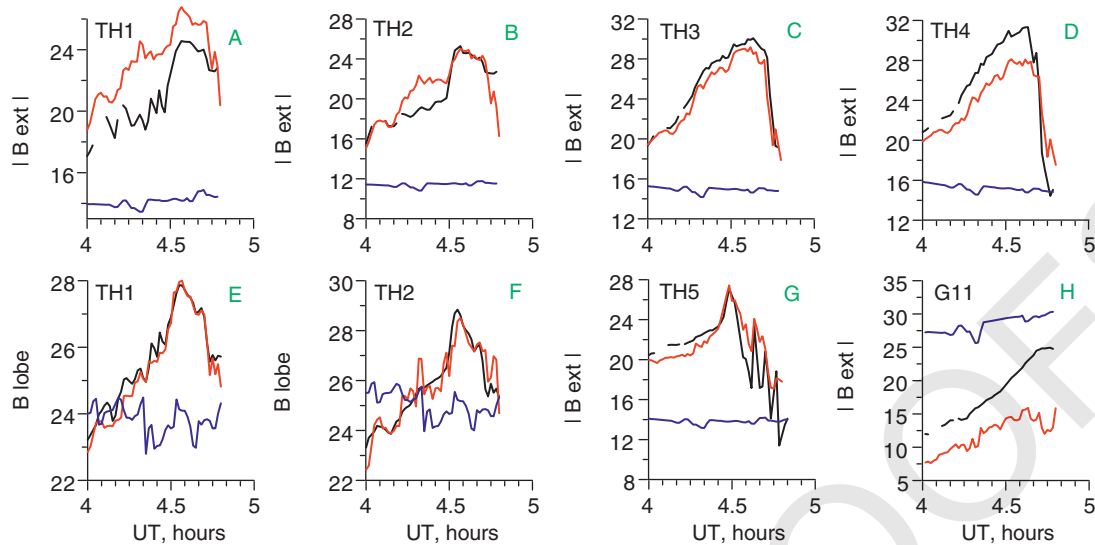 TH1 A
TH2 B
TH3 C
TH4 D
24
20
16
| B ext |
4 4.5 5
28
24
20
16
12
8
| B ext |
4 4.5 5
32
28
24
20
16
12
| B ext |
4 4.5 5
32
28
24
20
16
12
| B ext |
4 4.5 5
TH1 E
TH2 F
TH5 G
G11 H
28
26
24
22
B lobe
4 4.5 5
UT, hours
30
28
26
24
22
B lobe
4 4.5 5
UT, hours
28
24
20
16
12
8
| B ext |
4 4.5 5
UT, hours
35
30
25
20
15
10
5
| B ext |
4 4.5 5
UT, hours